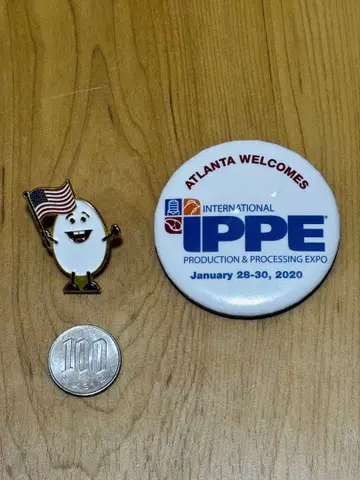 ATLANTA WELCOMES
INTERNATIONAL
IPPE
PRODUCTION & PROCESSING EXPO
January 28-30, 2020
100